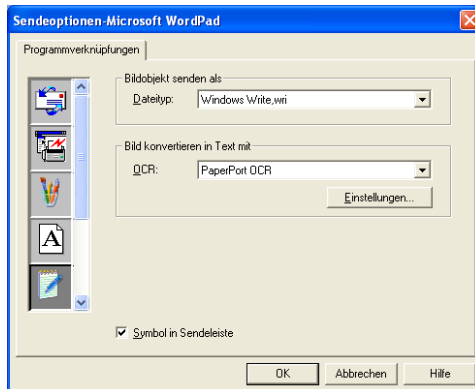 Sendeoptionen-Microsoft WordPad
Programmverknüpfungen
Bildobjekt senden als
Dateityp: Windows Write,wri
Bild konvertieren in Text mit
OCR: PaperPort OCR
Einstellungen...
A
Symbol in Sendeleiste
OK Abbrechen Hilfe